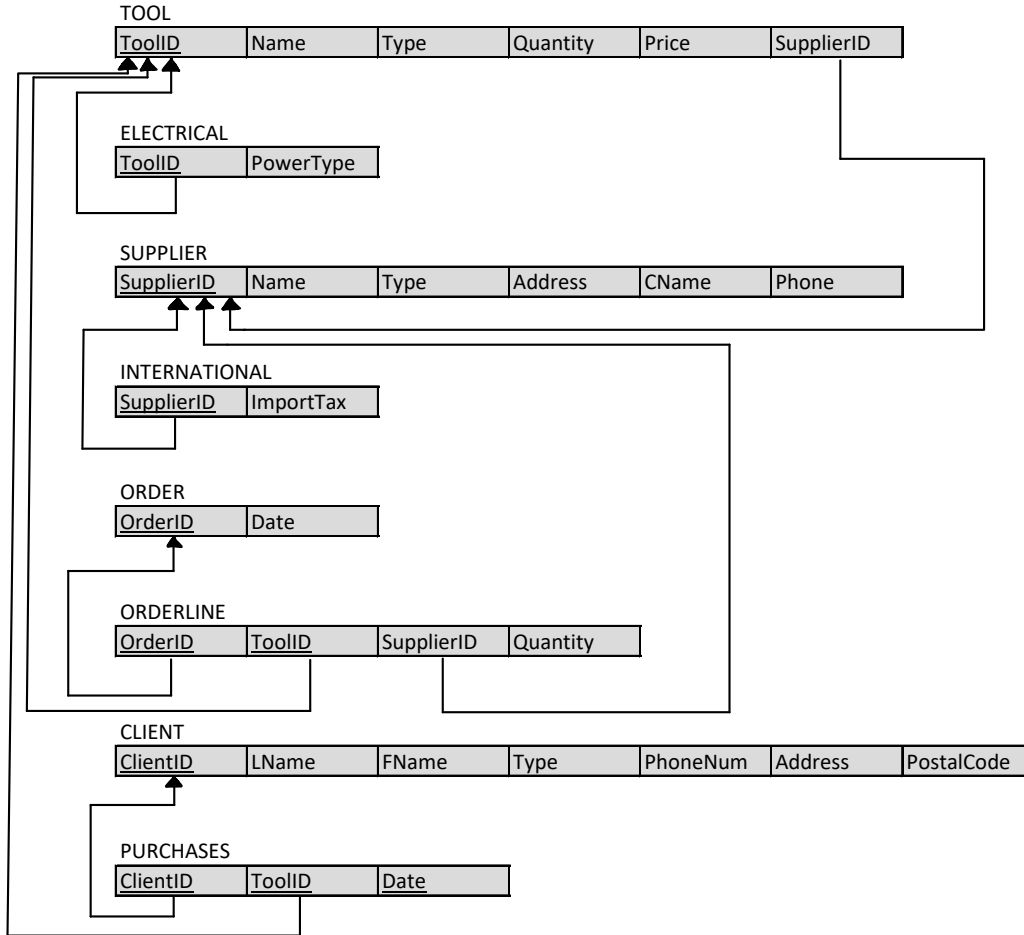 TOOL
ToolID Name Type Quantity Price SupplierID
ELECTRICAL
ToolID PowerType
SUPPLIER
SupplierID Name Type Address CName Phone
INTERNATIONAL
SupplierID ImportTax
ORDER
OrderID Date
ORDERLINE
OrderID ToolID SupplierID Quantity
CLIENT
ClientID LName FName Type PhoneNum Address PostalCode
PURCHASES
ClientID ToolID Date